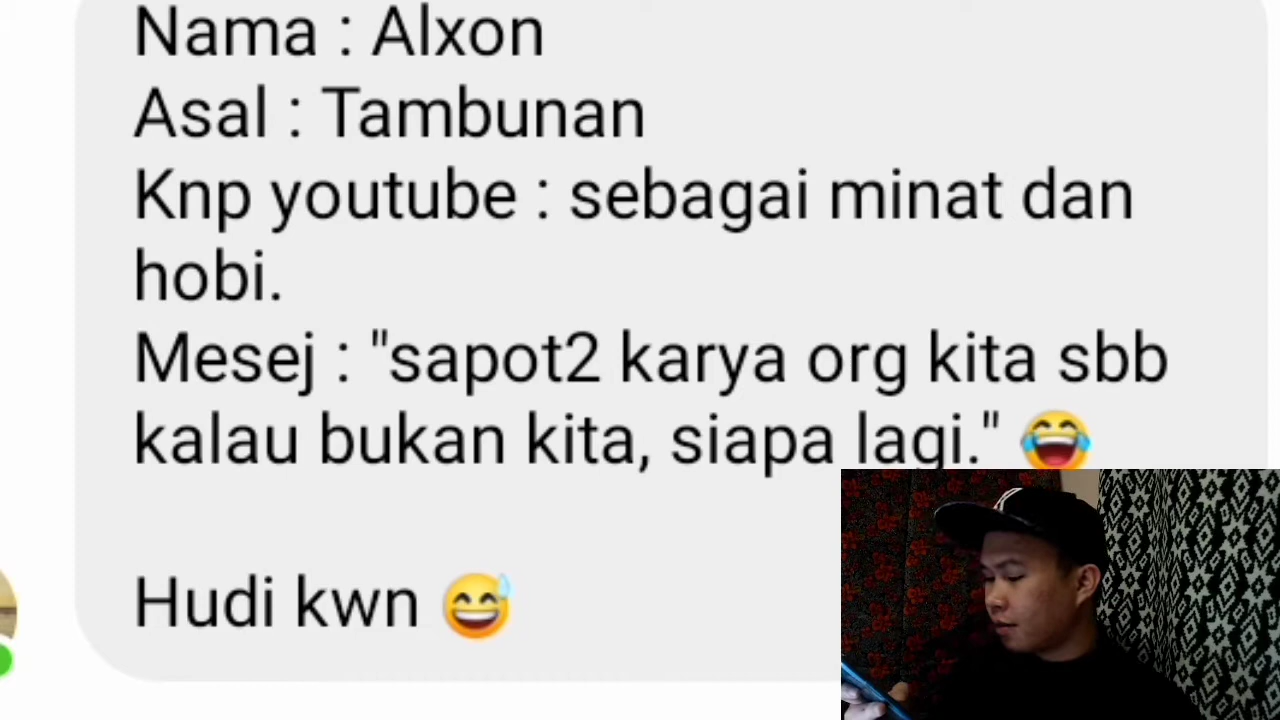 Nama : Alxon
Asal : Tambunan
Knp youtube : sebagai minat dan
hobi.
Mesej : "sapot2 karya org kita sbb
kalau bukan kita, siapa lagi." 😂
Hudi kwn 😅